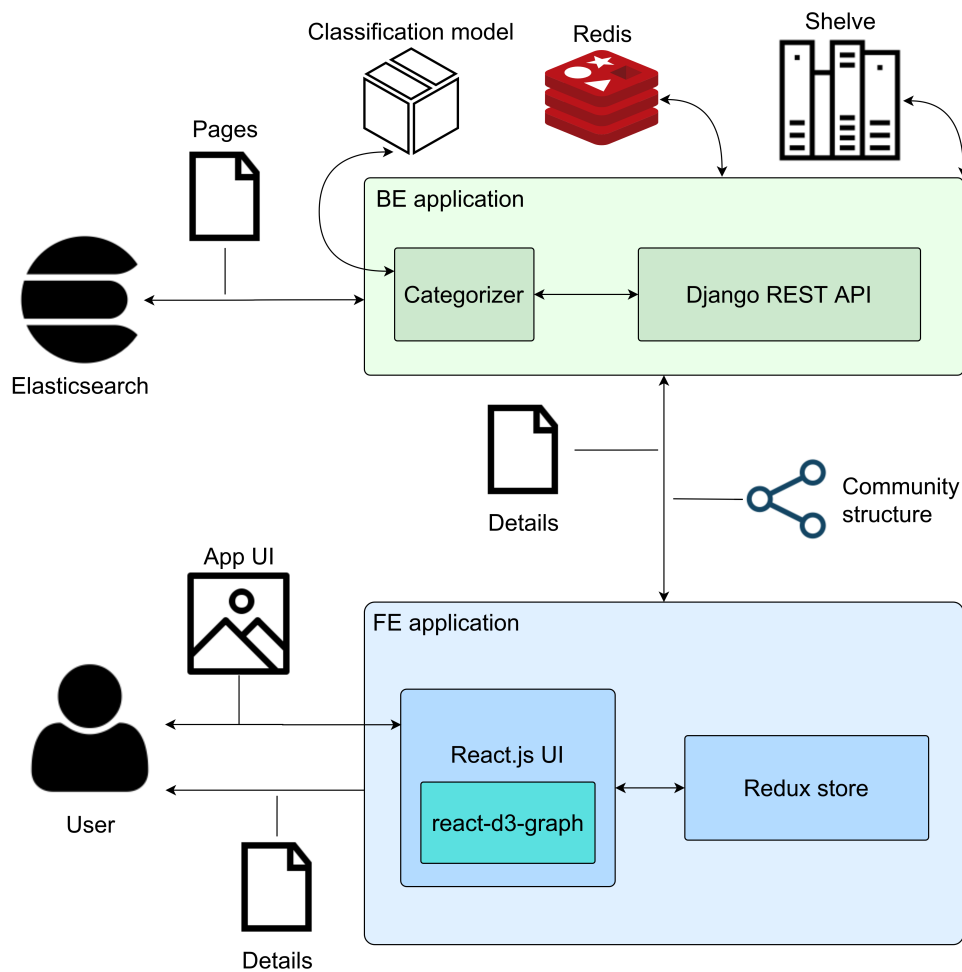 Shelve
Classification model
Redis
Pages
BE application
Categorizer
Django REST API
Elasticsearch
Community
structure
Details
App UI
FE application
React.js UI
Redux store
react-d3-graph
User
Details